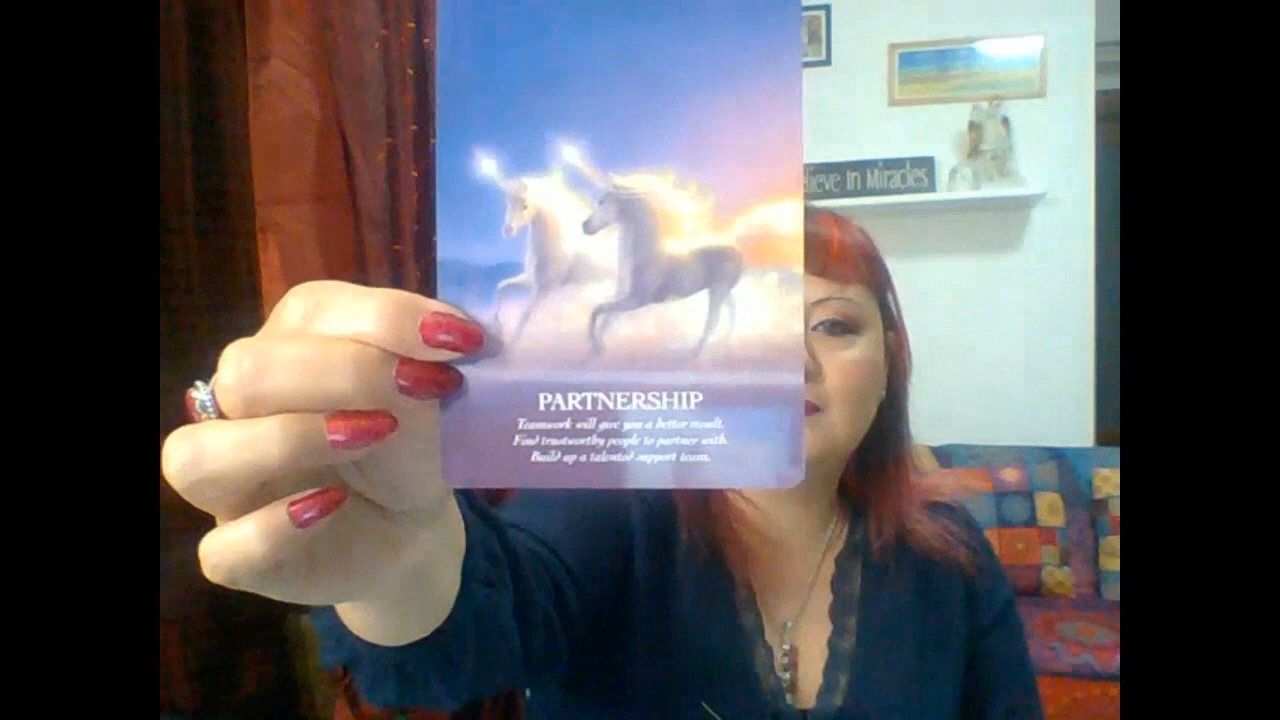 elieve in Miracles
PARTNERSHIP
Teamwork will give you a better result.
Find trustworthy people to partner with.
Build up a talented support team.